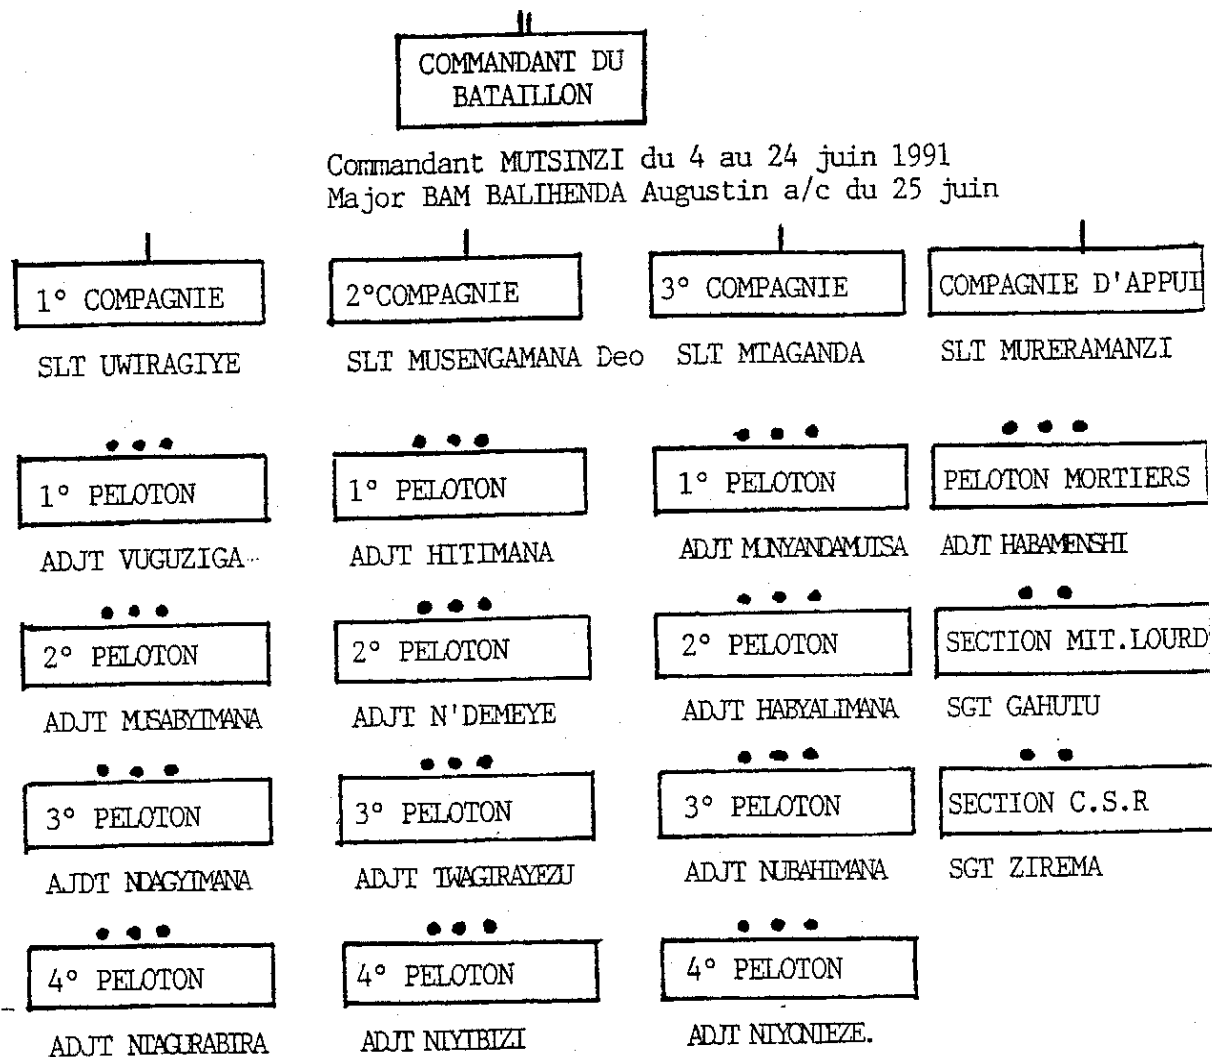 COMMANDANT DU
BATAILLON
Commandant MUTSINZI du 4 au 24 juin 1991
Major BAM BALIHENDA Augustin a/c du 25 juin
1° COMPAGNIE
SLT UWIRAGIYE
1° PELOTON
ADJT VUGUZIGA
2° PELOTON
ADJT MUSABYIMANA
3° PELOTON
AJDT NDAGYIMANA
4° PELOTON
ADJT NTAGURABIRA
2°COMPAGNIE
SLT MUSENGAMANA Deo
1° PELOTON
ADJT HITIMANA
2° PELOTON
ADJT N'DEMEYE
3° PELOTON
ADJT TWAGIRAYEZU
4° PELOTON
ADJT NIYIBIZI
3° COMPAGNIE
SLT MTAGANDA
1° PELOTON
ADJT MUNYANDAMUTSA
2° PELOTON
ADJT HABYALIMANA
3° PELOTON
ADJT NUBAHIMANA
4° PELOTON
ADJT NIYONTEZE.
COMPAGNIE D'APPUI
SLT MURERAMANZI
PELOTON MORTIERS
ADJT HABAMENSHI
SECTION MIT.LOURD
SGT GAHUTU
SECTION C.S.R
SGT ZIREMA